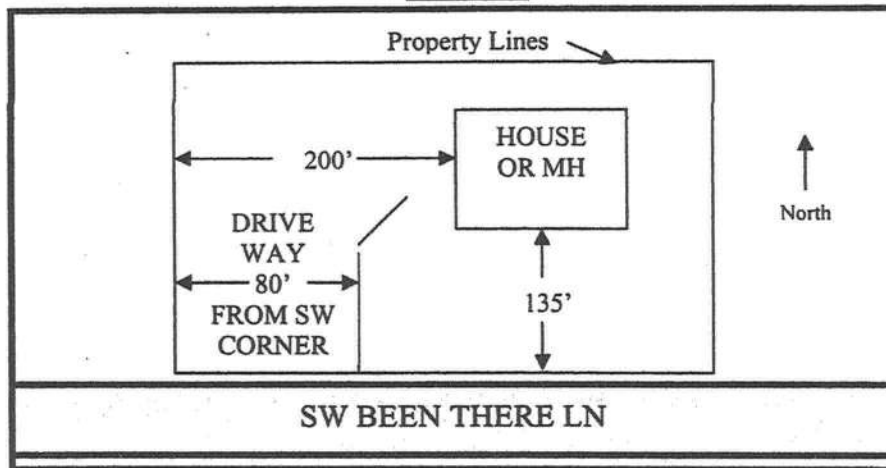 Property Lines
HOUSE
OR MH
200'
North
DRIVE
WAY
80'
FROM SW
CORNER
135'
SW BEEN THERE LN